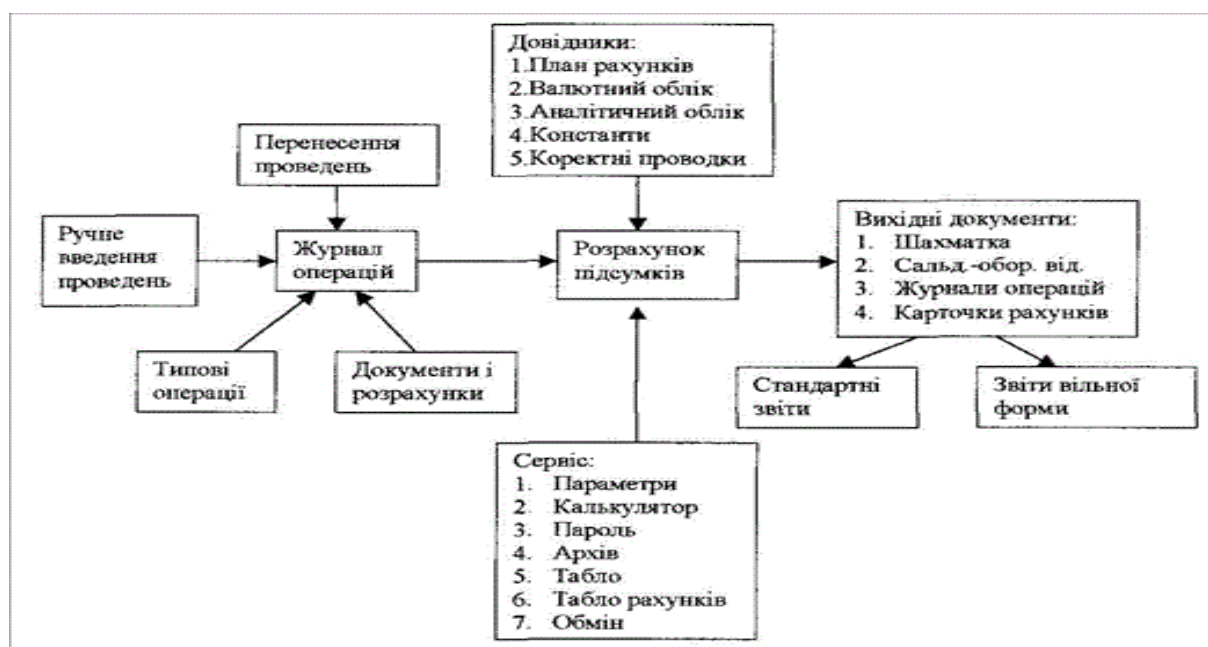 Довідники:
1.План рахунків
2.Валютний облік
3.Аналітичний облік
4.Константи
5.Коректні проводки
Перенесення
проведень
Ручне
введення
проведень
Журнал
операцій
Розрахунок
підсумків
Вихідні документи:
1. Шахматка
2. Сальд.-обор. від.
3. Журнали операцій
4. Карточки рахунків
Типові
операції
Документи і
розрахунки
Стандартні
звіти
Звіти вільної
форми
Сервіс:
1. Параметри
2. Калькулятор
3. Пароль
4. Архів
5. Табло
6. Табло рахунків
7. Обмін